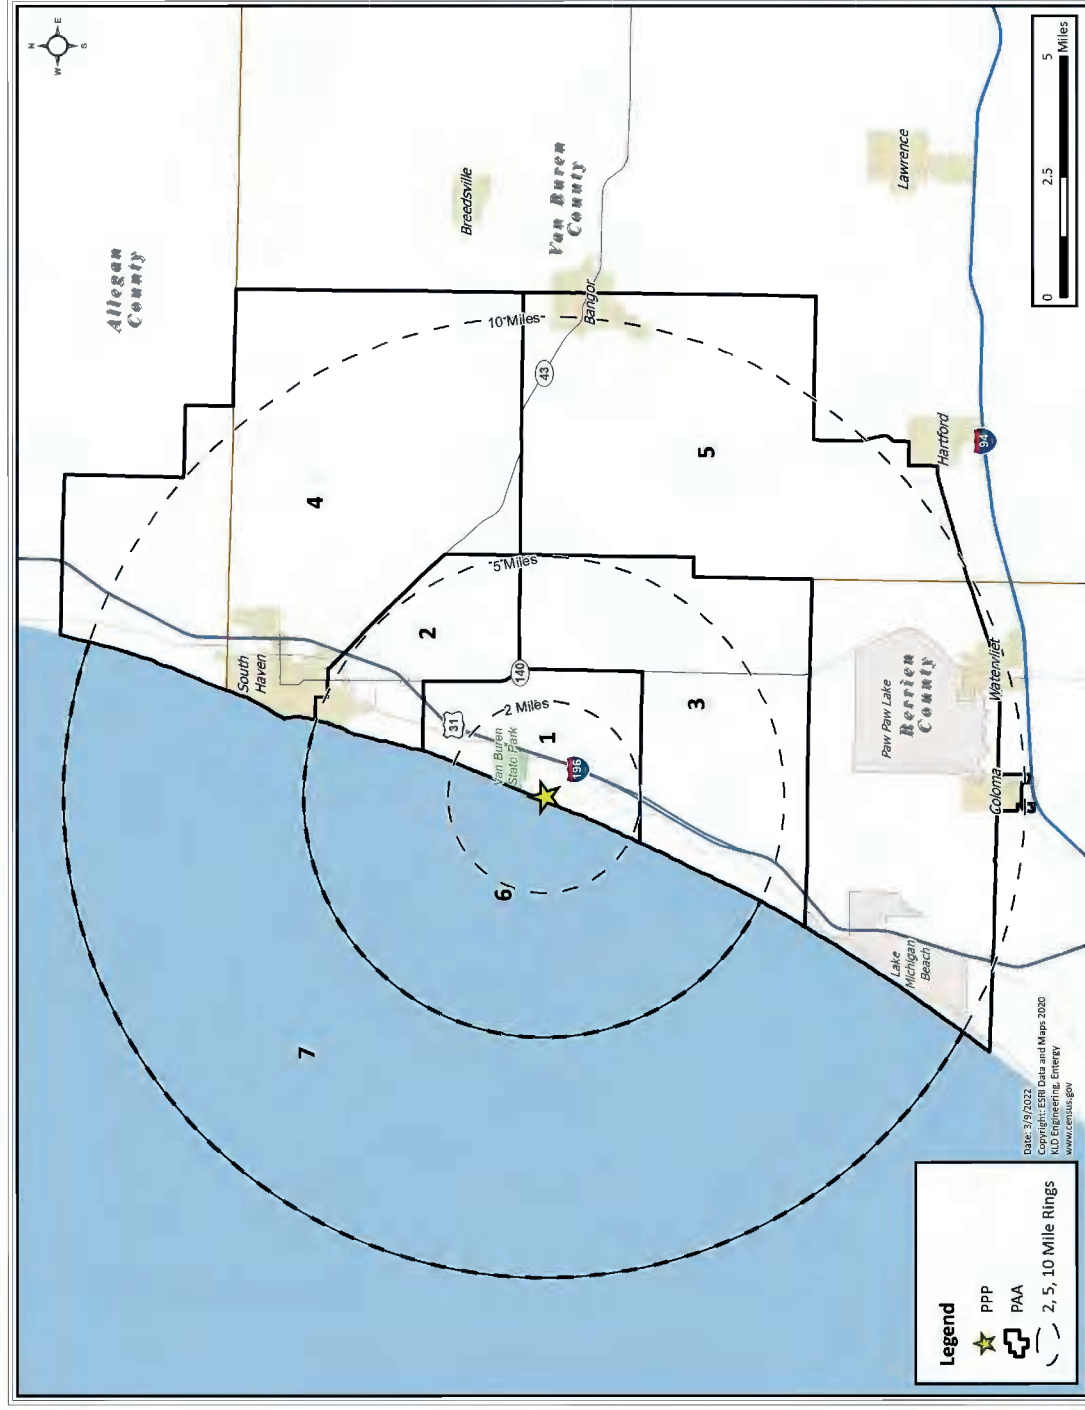 N
W
E
S
Allegan
County
Breedsville
Van Buren
County
Bangor
10 Miles
43
4
5
Lawrence
Hartford
94
5 Miles
2
South
Haven
140
31
2 Miles
Van Buren
State Park
1
196
3
Paw Paw Lake
Berrien
County
Watervliet
Coloma
6
7
Lake
Michigan
Beach
0
2.5
5
Miles
Date: 3/9/2022
Copyright: ESRI Data and Maps 2020
KLD Engineering, Entergy
www.census.gov
Legend
PPP
PAA
2, 5, 10 Mile Rings